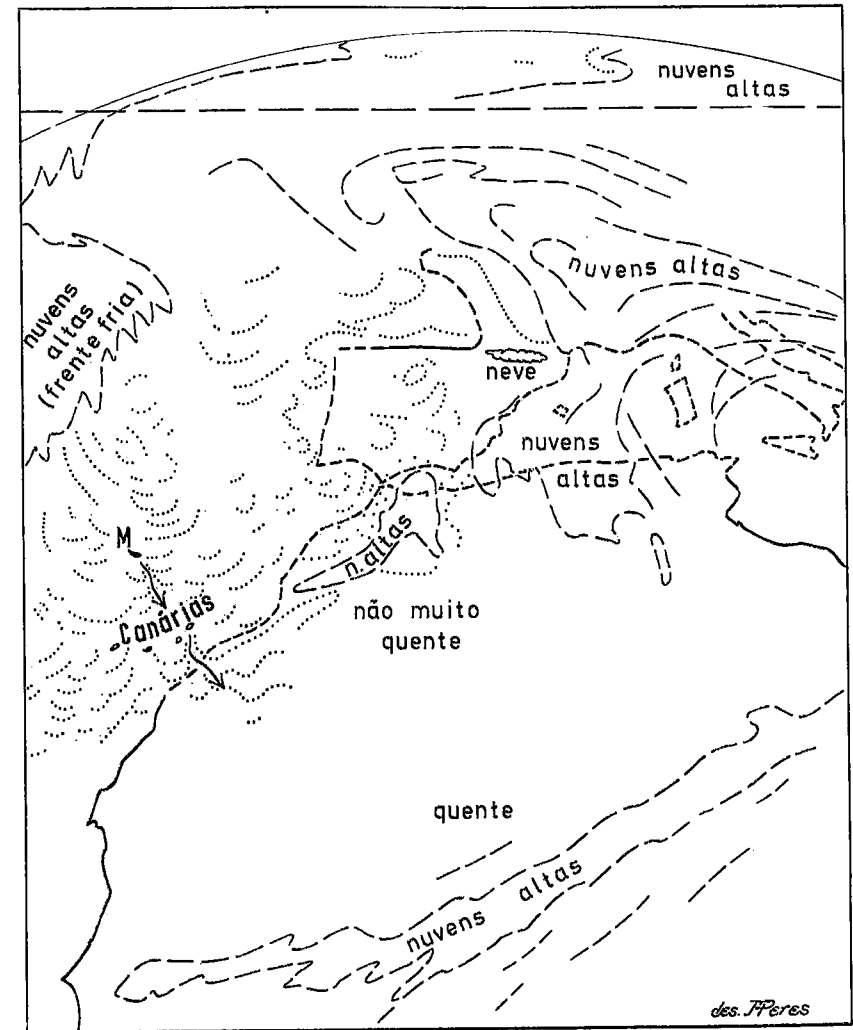 nuvens
altas
nuvens altas
nuvens
altas
(frente fria)
neve
nuvens
altas
M
n. altas
Canárias
não muito
quente
quente
nuvens altas
des. J. Peres